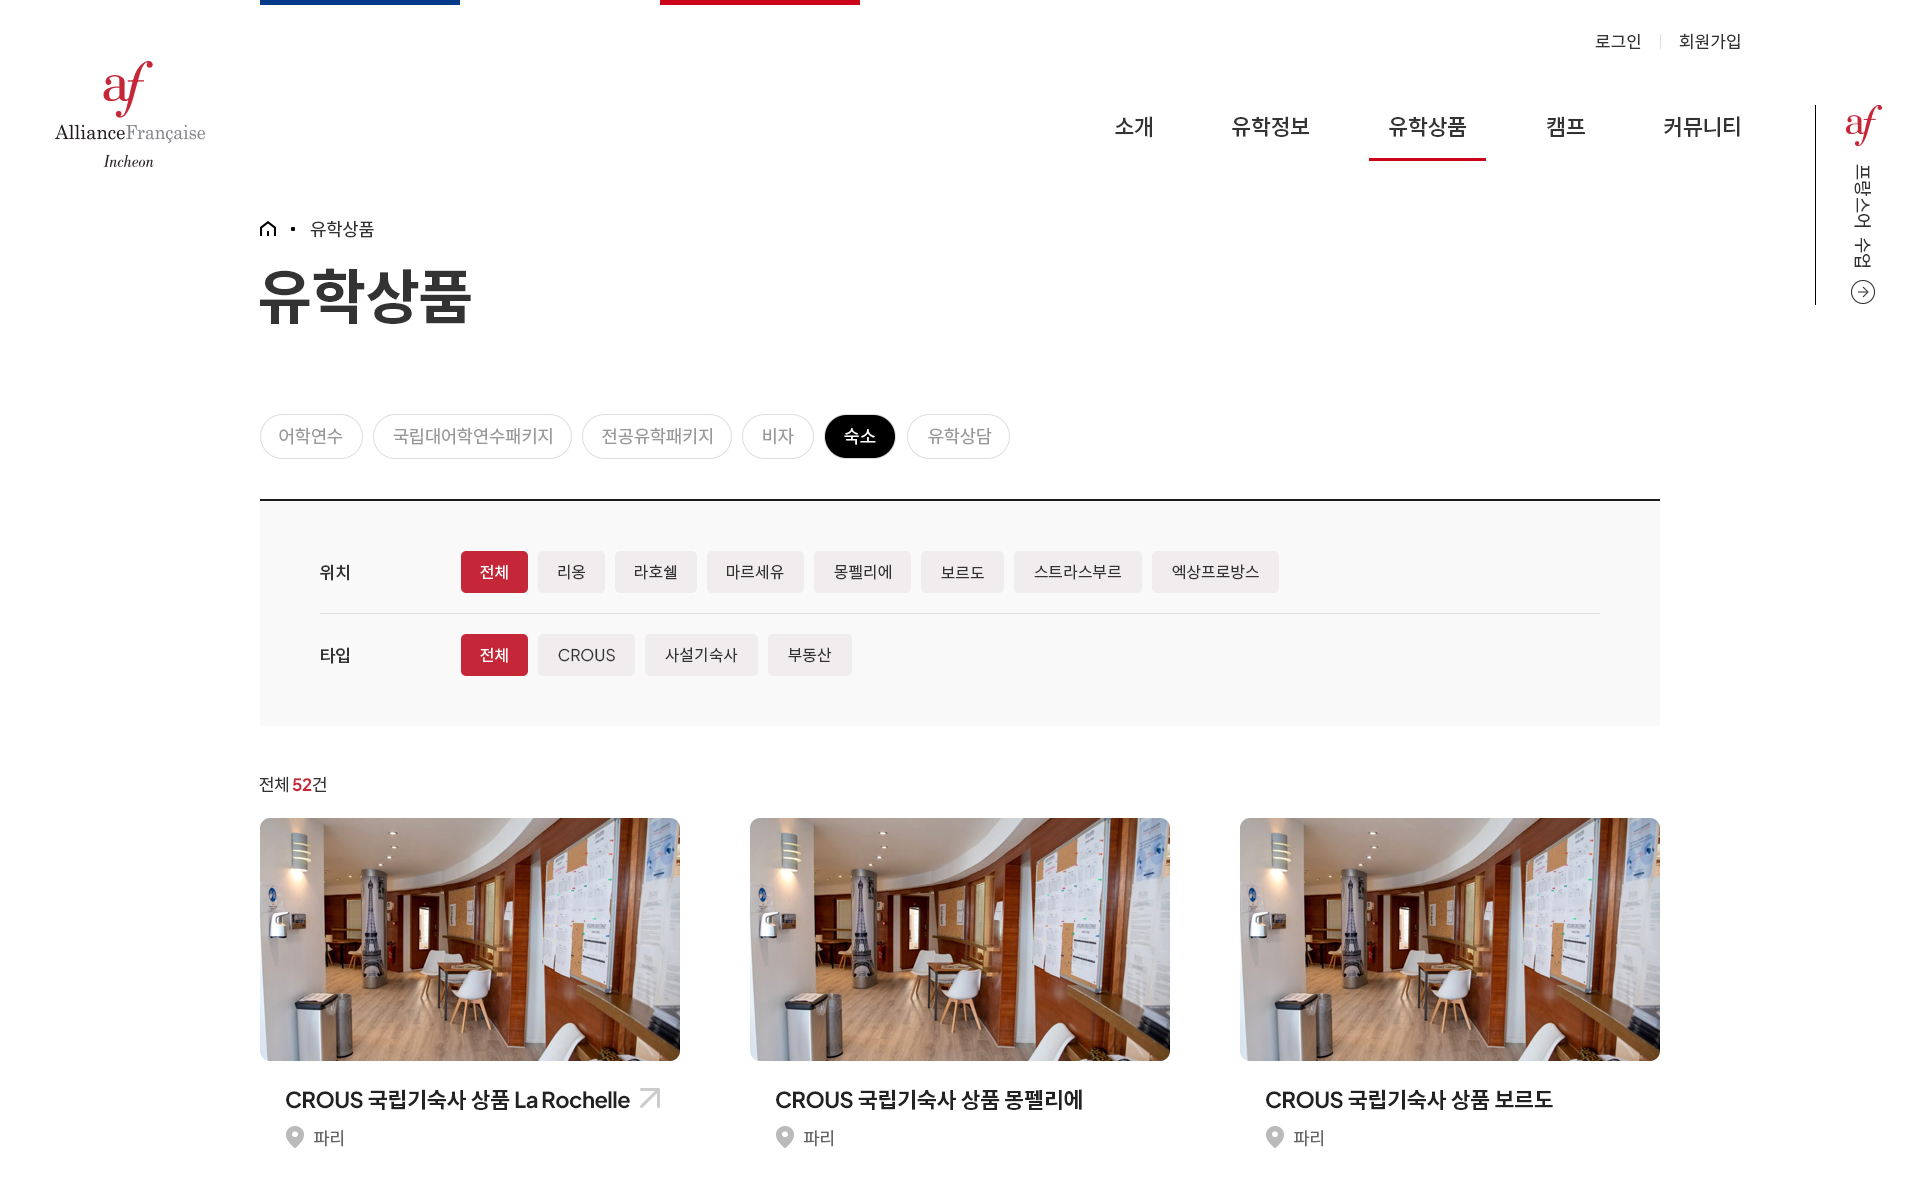 로그인
회원가입
af
AllianceFrançaise
Incheon
소개
유학정보
유학상품
캠프
커뮤니티
af
프랑스어 수업
유학상품
유학상품
어학연수
국립대어학연수패키지
전공유학패키지
비자
숙소
유학상담
위치
전체
리옹
라호쉘
마르세유
몽펠리에
보르도
스트라스부르
엑상프로방스
타입
전체
CROUS
사설기숙사
부동산
전체 52건
CROUS 국립기숙사 상품 La Rochelle
파리
CROUS 국립기숙사 상품 몽펠리에
파리
CROUS 국립기숙사 상품 보르도
파리